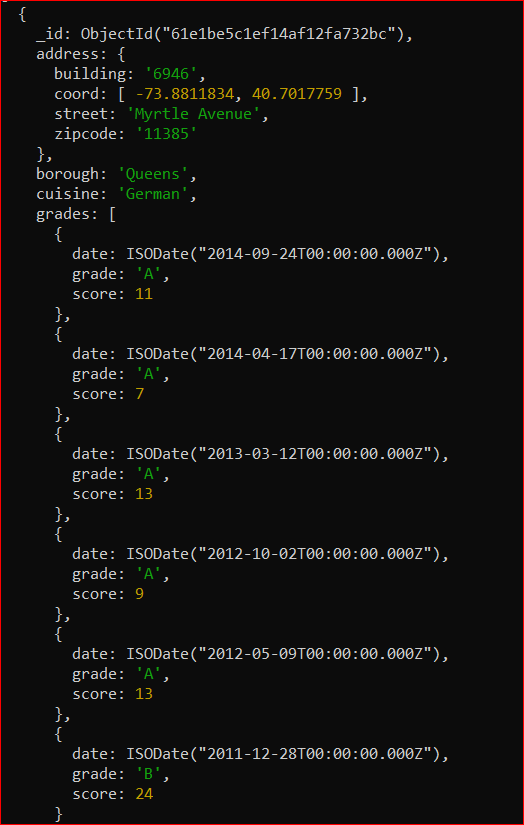 {
_id: ObjectId("61e1be5c1ef14af12fa732bc"),
address: {
building: '6946',
coord: [ -73.8811834, 40.7017759 ],
street: 'Myrtle Avenue',
zipcode: '11385'
},
borough: 'Queens',
cuisine: 'German',
grades: [
{
date: ISODate("2014-09-24T00:00:00.000Z"),
grade: 'A',
score: 11
},
{
date: ISODate("2014-04-17T00:00:00.000Z"),
grade: 'A',
score: 7
},
{
date: ISODate("2013-03-12T00:00:00.000Z"),
grade: 'A',
score: 13
},
{
date: ISODate("2012-10-02T00:00:00.000Z"),
grade: 'A',
score: 9
},
{
date: ISODate("2012-05-09T00:00:00.000Z"),
grade: 'A',
score: 13
},
{
date: ISODate("2011-12-28T00:00:00.000Z"),
grade: 'B',
score: 24
}